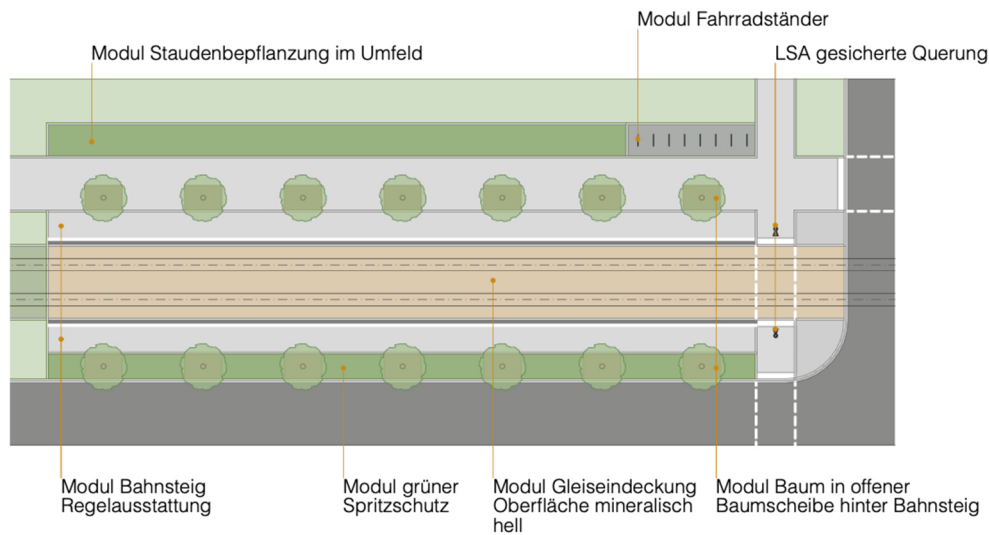 Modul Fahrradständer
Modul Staudenbepflanzung im Umfeld
LSA gesicherte Querung
Modul Bahnsteig
Regelausstattung
Modul grüner
Spritzschutz
Modul Gleiseindeckung
Oberfläche mineralisch
hell
Modul Baum in offener
Baumscheibe hinter Bahnsteig